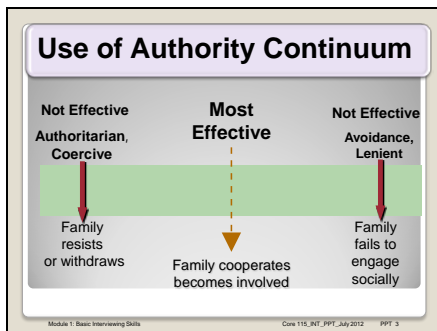 Use of Authority Continuum
Not Effective
Authoritarian,
Coercive
Family
resists
or withdraws
Most
Effective
Family cooperates
becomes involved
Not Effective
Avoidance,
Lenient
Family
fails to
engage
socially
Module 1: Basic Interviewing Skills
Core 115_INT_PPT_July 2012 PPT 3